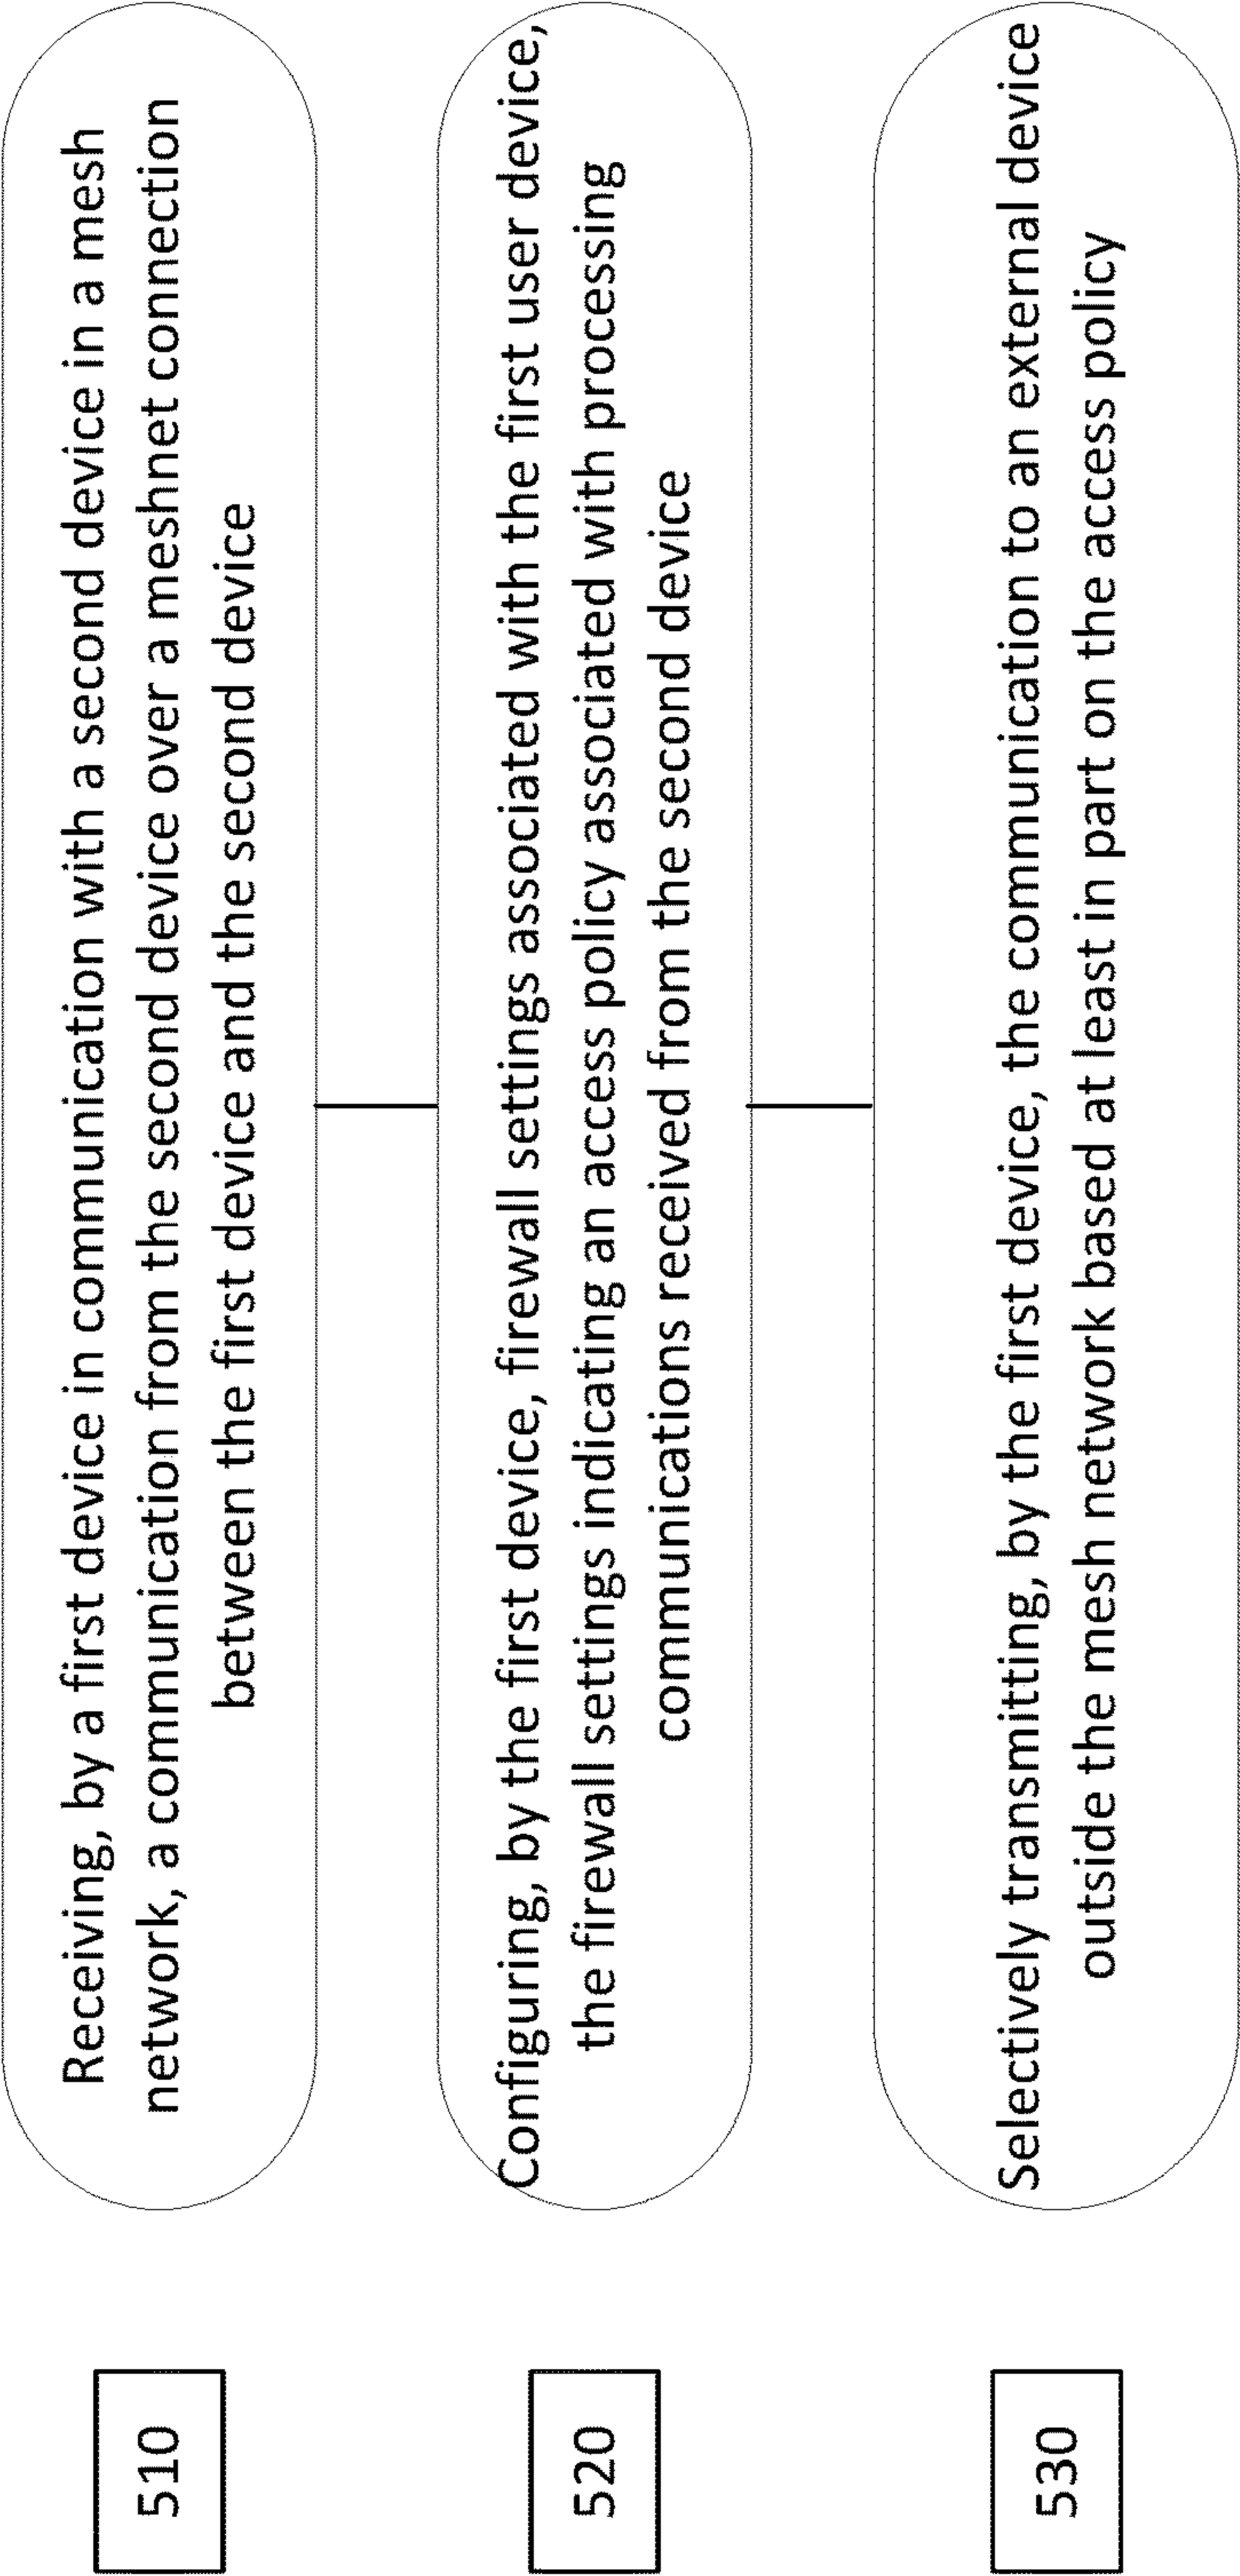 510
Receiving, by a first device in communication with a second device in a mesh
network, a communication from the second device over a meshnet connection
between the first device and the second device
520
Configuring, by the first device, firewall settings associated with the first user device,
the firewall settings indicating an access policy associated with processing
communications received from the second device
530
Selectively transmitting, by the first device, the communication to an external device
outside the mesh network based at least in part on the access policy